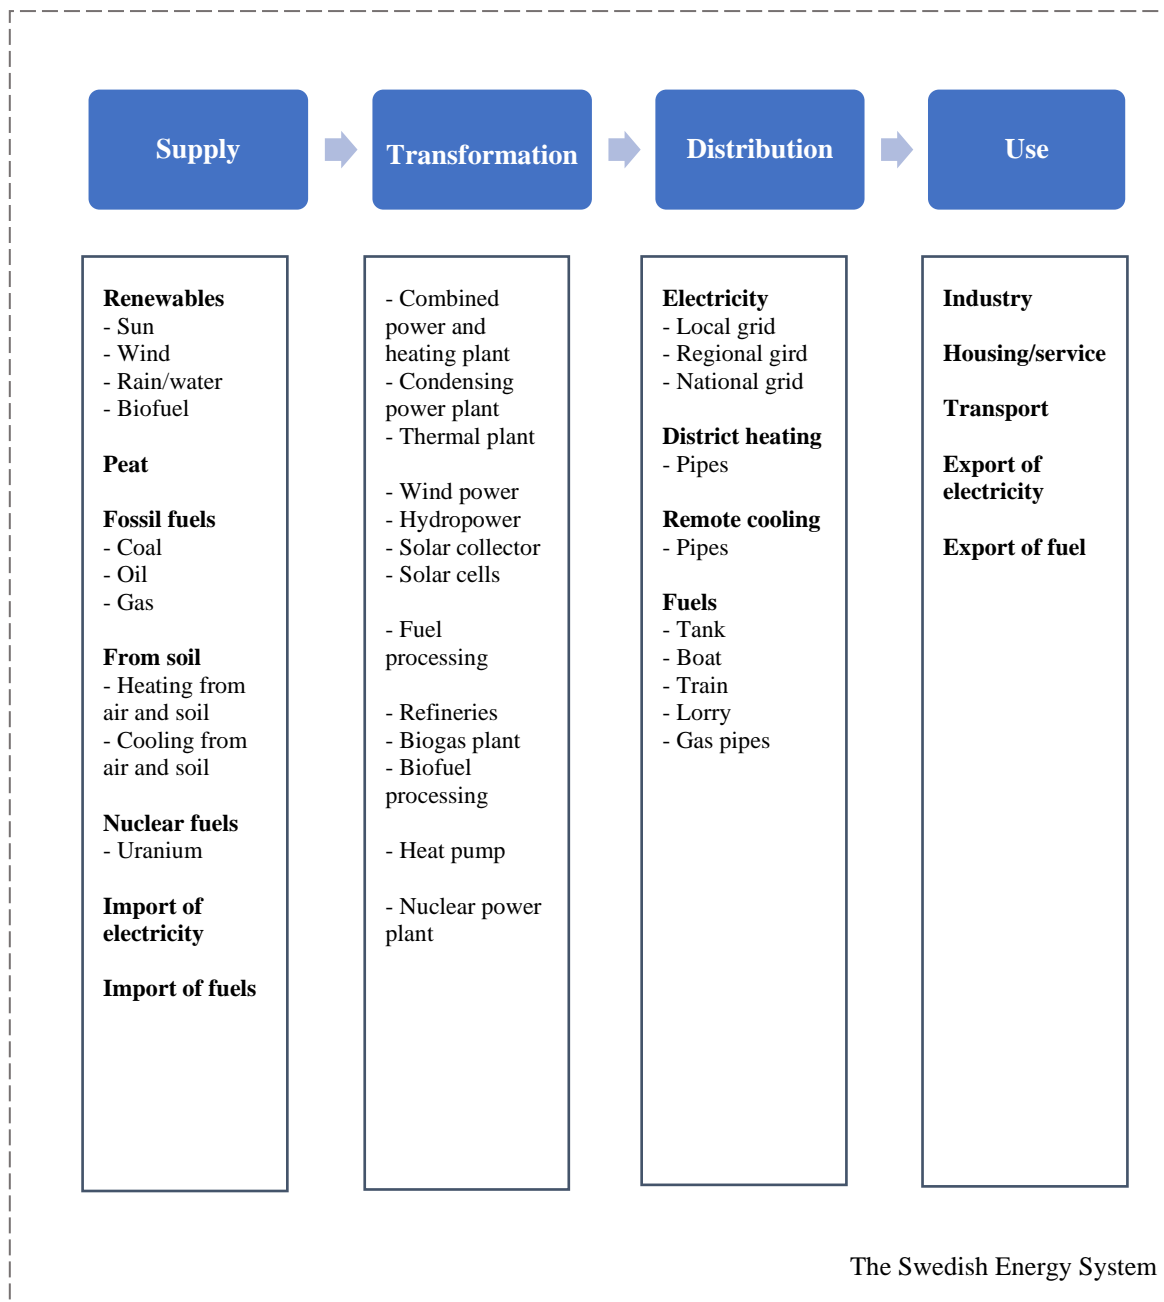 Supply
Transformation
Distribution
Use
Renewables
- Sun
- Wind
- Rain/water
- Biofuel
Peat
Fossil fuels
- Coal
- Oil
- Gas
From soil
- Heating from
air and soil
- Cooling from
air and soil
Nuclear fuels
- Uranium
Import of
electricity
Import of fuels
- Combined
power and
heating plant
- Condensing
power plant
- Thermal plant
- Wind power
- Hydropower
- Solar collector
- Solar cells
- Fuel
processing
- Refineries
- Biogas plant
- Biofuel
processing
- Heat pump
- Nuclear power
plant
Electricity
- Local grid
- Regional gird
- National grid
District heating
- Pipes
Remote cooling
- Pipes
Fuels
- Tank
- Boat
- Train
- Lorry
- Gas pipes
Industry
Housing/service
Transport
Export of
electricity
Export of fuel
The Swedish Energy System